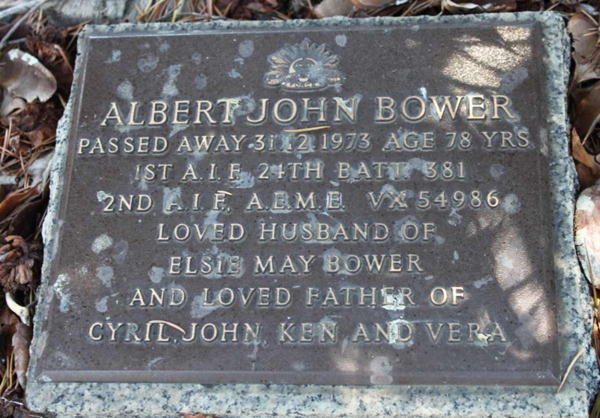 ALBERT JOHN BOWER
PASSED AWAY 31.12.1973 AGE 78 YRS
1ST A.I.F. 24TH BATT. 381
2ND A.I.F. A.E.M.E. VX 54986
LOVED HUSBAND OF
ELSIE MAY BOWER
AND LOVED FATHER OF
CYRIL, JOHN, KEN AND VERA